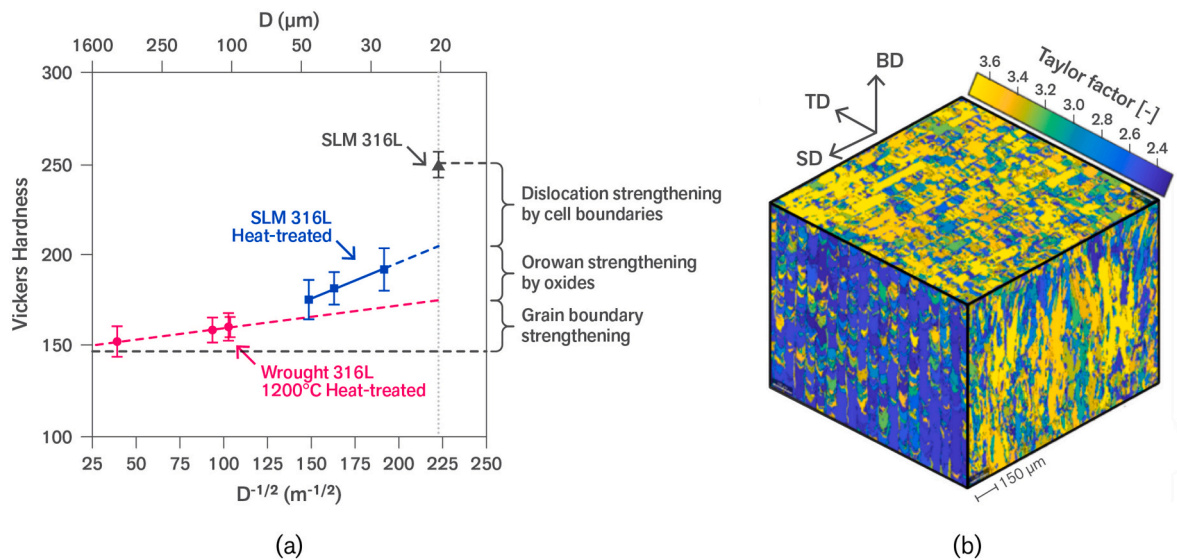 D (μm)
1600 250 100 50 30 20
300
250
200
150
100
Vickers Hardness
SLM 316L
SLM 316L
Heat-treated
Wrought 316L
1200°C Heat-treated
Dislocation strengthening
by cell boundaries
Orowan strengthening
by oxides
Grain boundary
strengthening
25 50 75 100 125 150 175 200 225 250
D-1/2 (m-1/2)
(a)
BD
TD
SD
Taylor factor [-]
3.6 3.4 3.2 3.0 2.8 2.6 2.4
150 μm
(b)